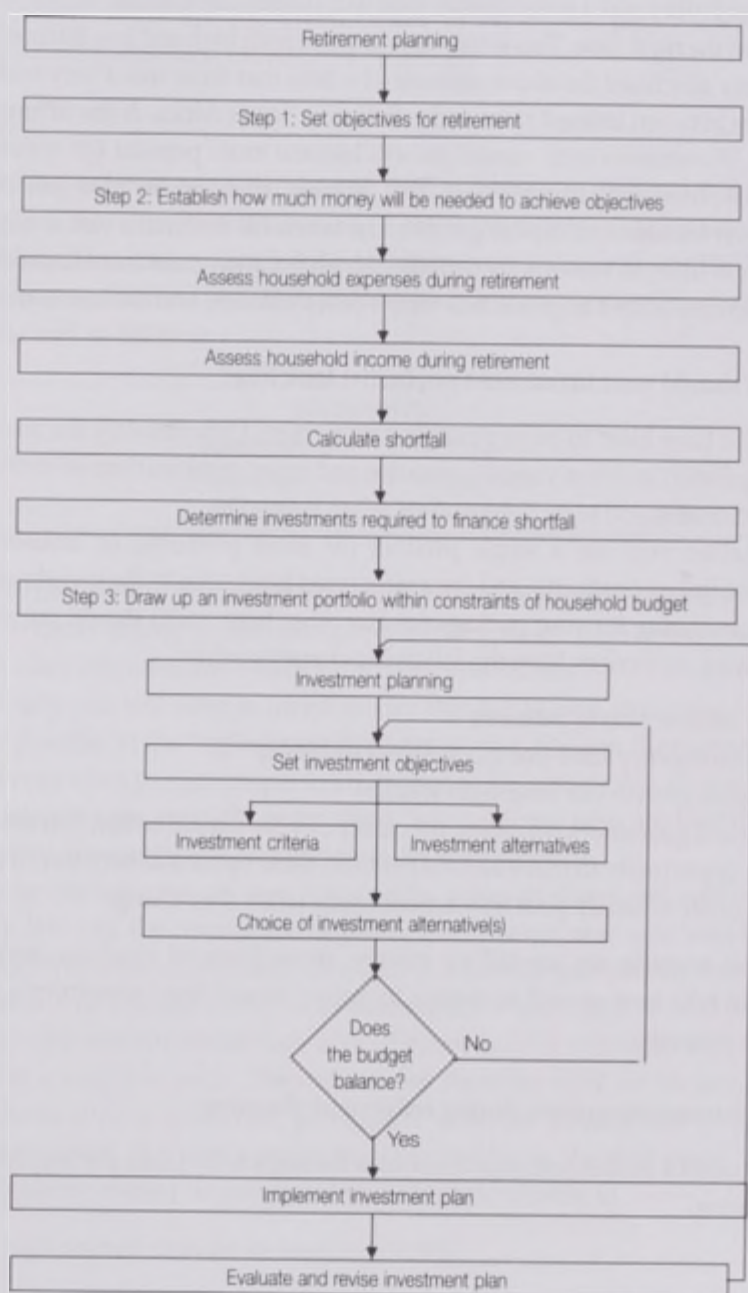 Retirement planning
Step 1: Set objectives for retirement
Step 2: Establish how much money will be needed to achieve objectives
Assess household expenses during retirement
Assess household income during retirement
Calculate shortfall
Determine investments required to finance shortfall
Step 3: Draw up an investment portfolio within constraints of household budget
Investment planning
Set investment objectives
Investment criteria
Investment alternatives
Choice of investment alternative(s)
Does
the budget
balance?
No
Yes
Implement investment plan
Evaluate and revise investment plan